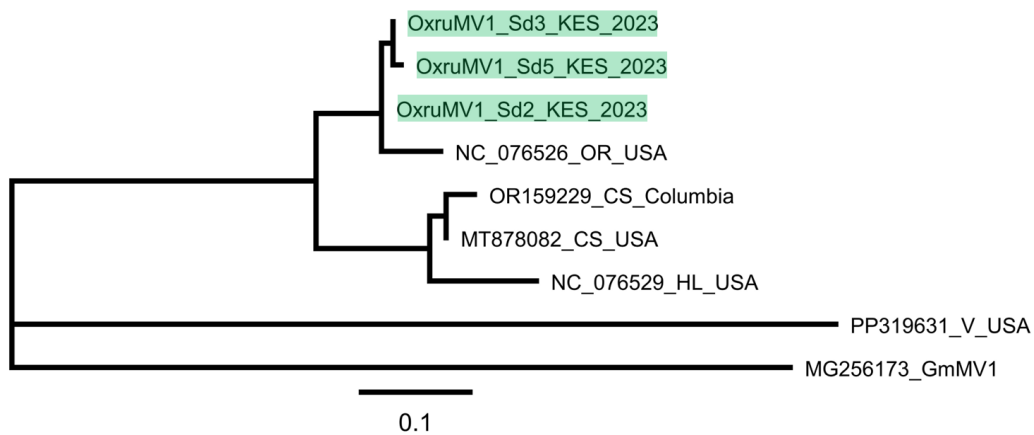 OxruMV1_Sd3_KES_2023
OxruMV1_Sd5_KES_2023
OxruMV1_Sd2_KES_2023
NC_076526_OR_USA
OR159229_CS_Columbia
MT878082_CS_USA
NC_076529_HL_USA
PP319631_V_USA
MG256173_GmMV1
0.1